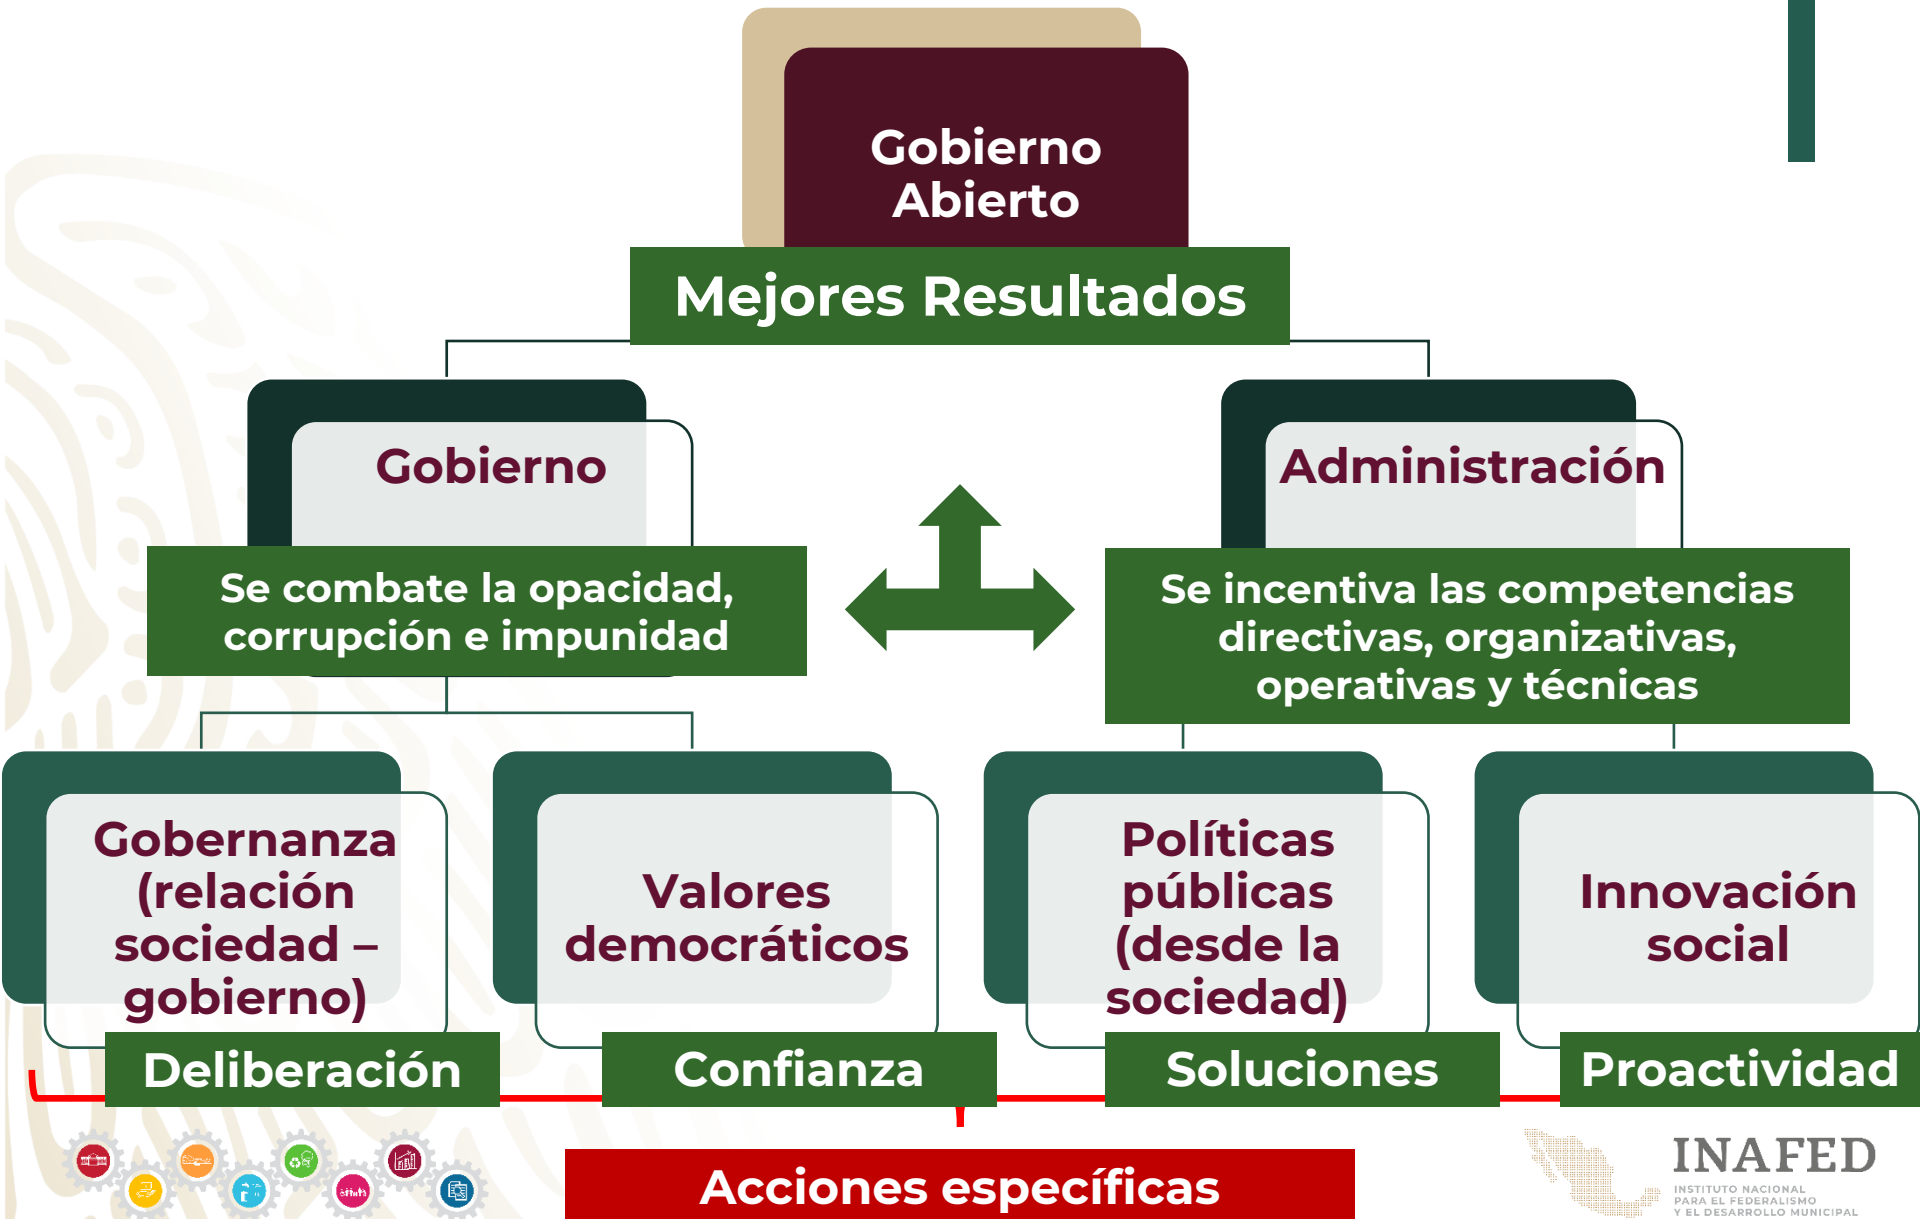 Gobierno
Abierto
Mejores Resultados
Gobierno
Administración
Se combate la opacidad,
corrupción e impunidad
Se incentiva las competencias
directivas, organizativas,
operativas y técnicas
Gobernanza
(relación
sociedad –
gobierno)
Valores
democráticos
Políticas
públicas
(desde la
sociedad)
Innovación
social
Deliberación
Confianza
Soluciones
Proactividad
Acciones específicas
INAFED
INSTITUTO NACIONAL
PARA EL FEDERALISMO
Y EL DESARROLLO MUNICIPAL